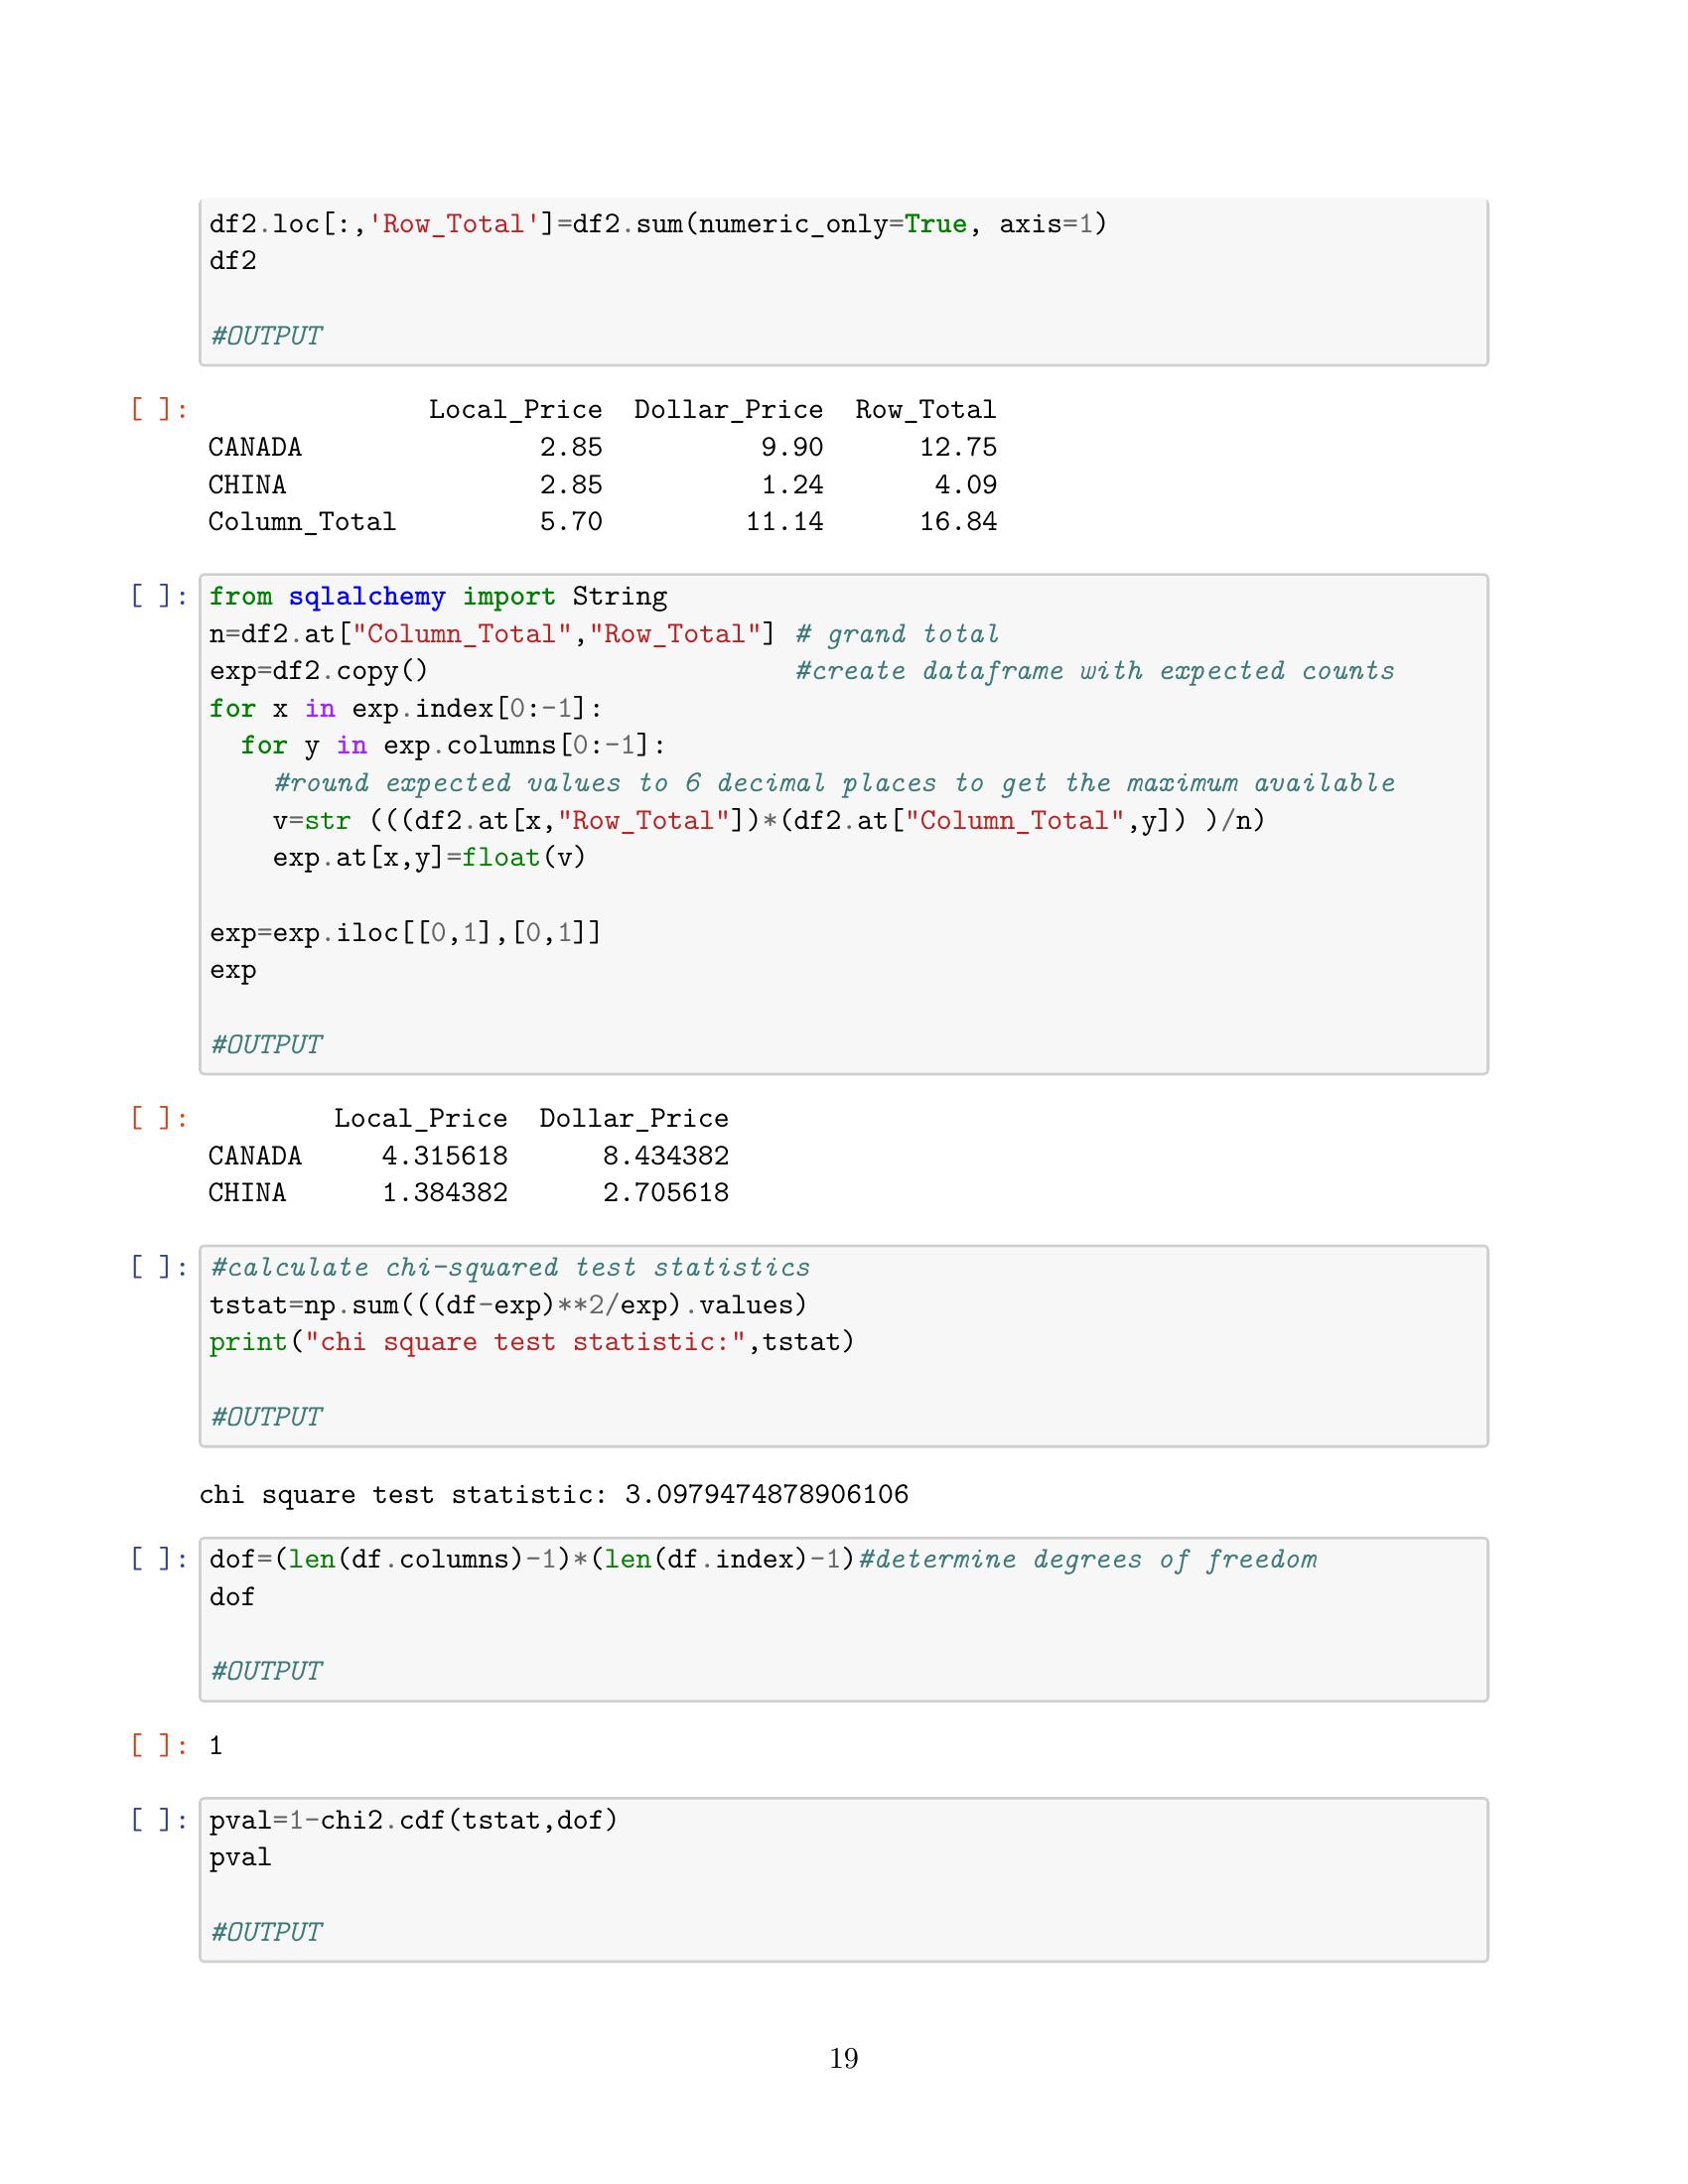 df2.loc[:,'Row_Total']=df2.sum(numeric_only=True, axis=1)
df2
#OUTPUT
[ ]: Local_Price Dollar_Price Row_Total
CANADA 2.85 9.90 12.75
CHINA 2.85 1.24 4.09
Column_Total 5.70 11.14 16.84
[ ]: from sqlalchemy import String
n=df2.at["Column_Total","Row_Total"] # grand total
exp=df2.copy() #create dataframe with expected counts
for x in exp.index[0:-1]:
for y in exp.columns[0:-1]:
#round expected values to 6 decimal places to get the maximum available
v=str (((df2.at[x,"Row_Total"])*(df2.at["Column_Total",y]) )/n)
exp.at[x,y]=float(v)
exp=exp.iloc[[0,1],[0,1]]
exp
#OUTPUT
[ ]: Local_Price Dollar_Price
CANADA 4.315618 8.434382
CHINA 1.384382 2.705618
[ ]: #calculate chi-squared test statistics
tstat=np.sum(((df-exp)**2/exp).values)
print("chi square test statistic:",tstat)
#OUTPUT
chi square test statistic: 3.0979474878906106
[ ]: dof=(len(df.columns)-1)*(len(df.index)-1)#determine degrees of freedom
dof
#OUTPUT
[ ]: 1
[ ]: pval=1-chi2.cdf(tstat,dof)
pval
#OUTPUT
19